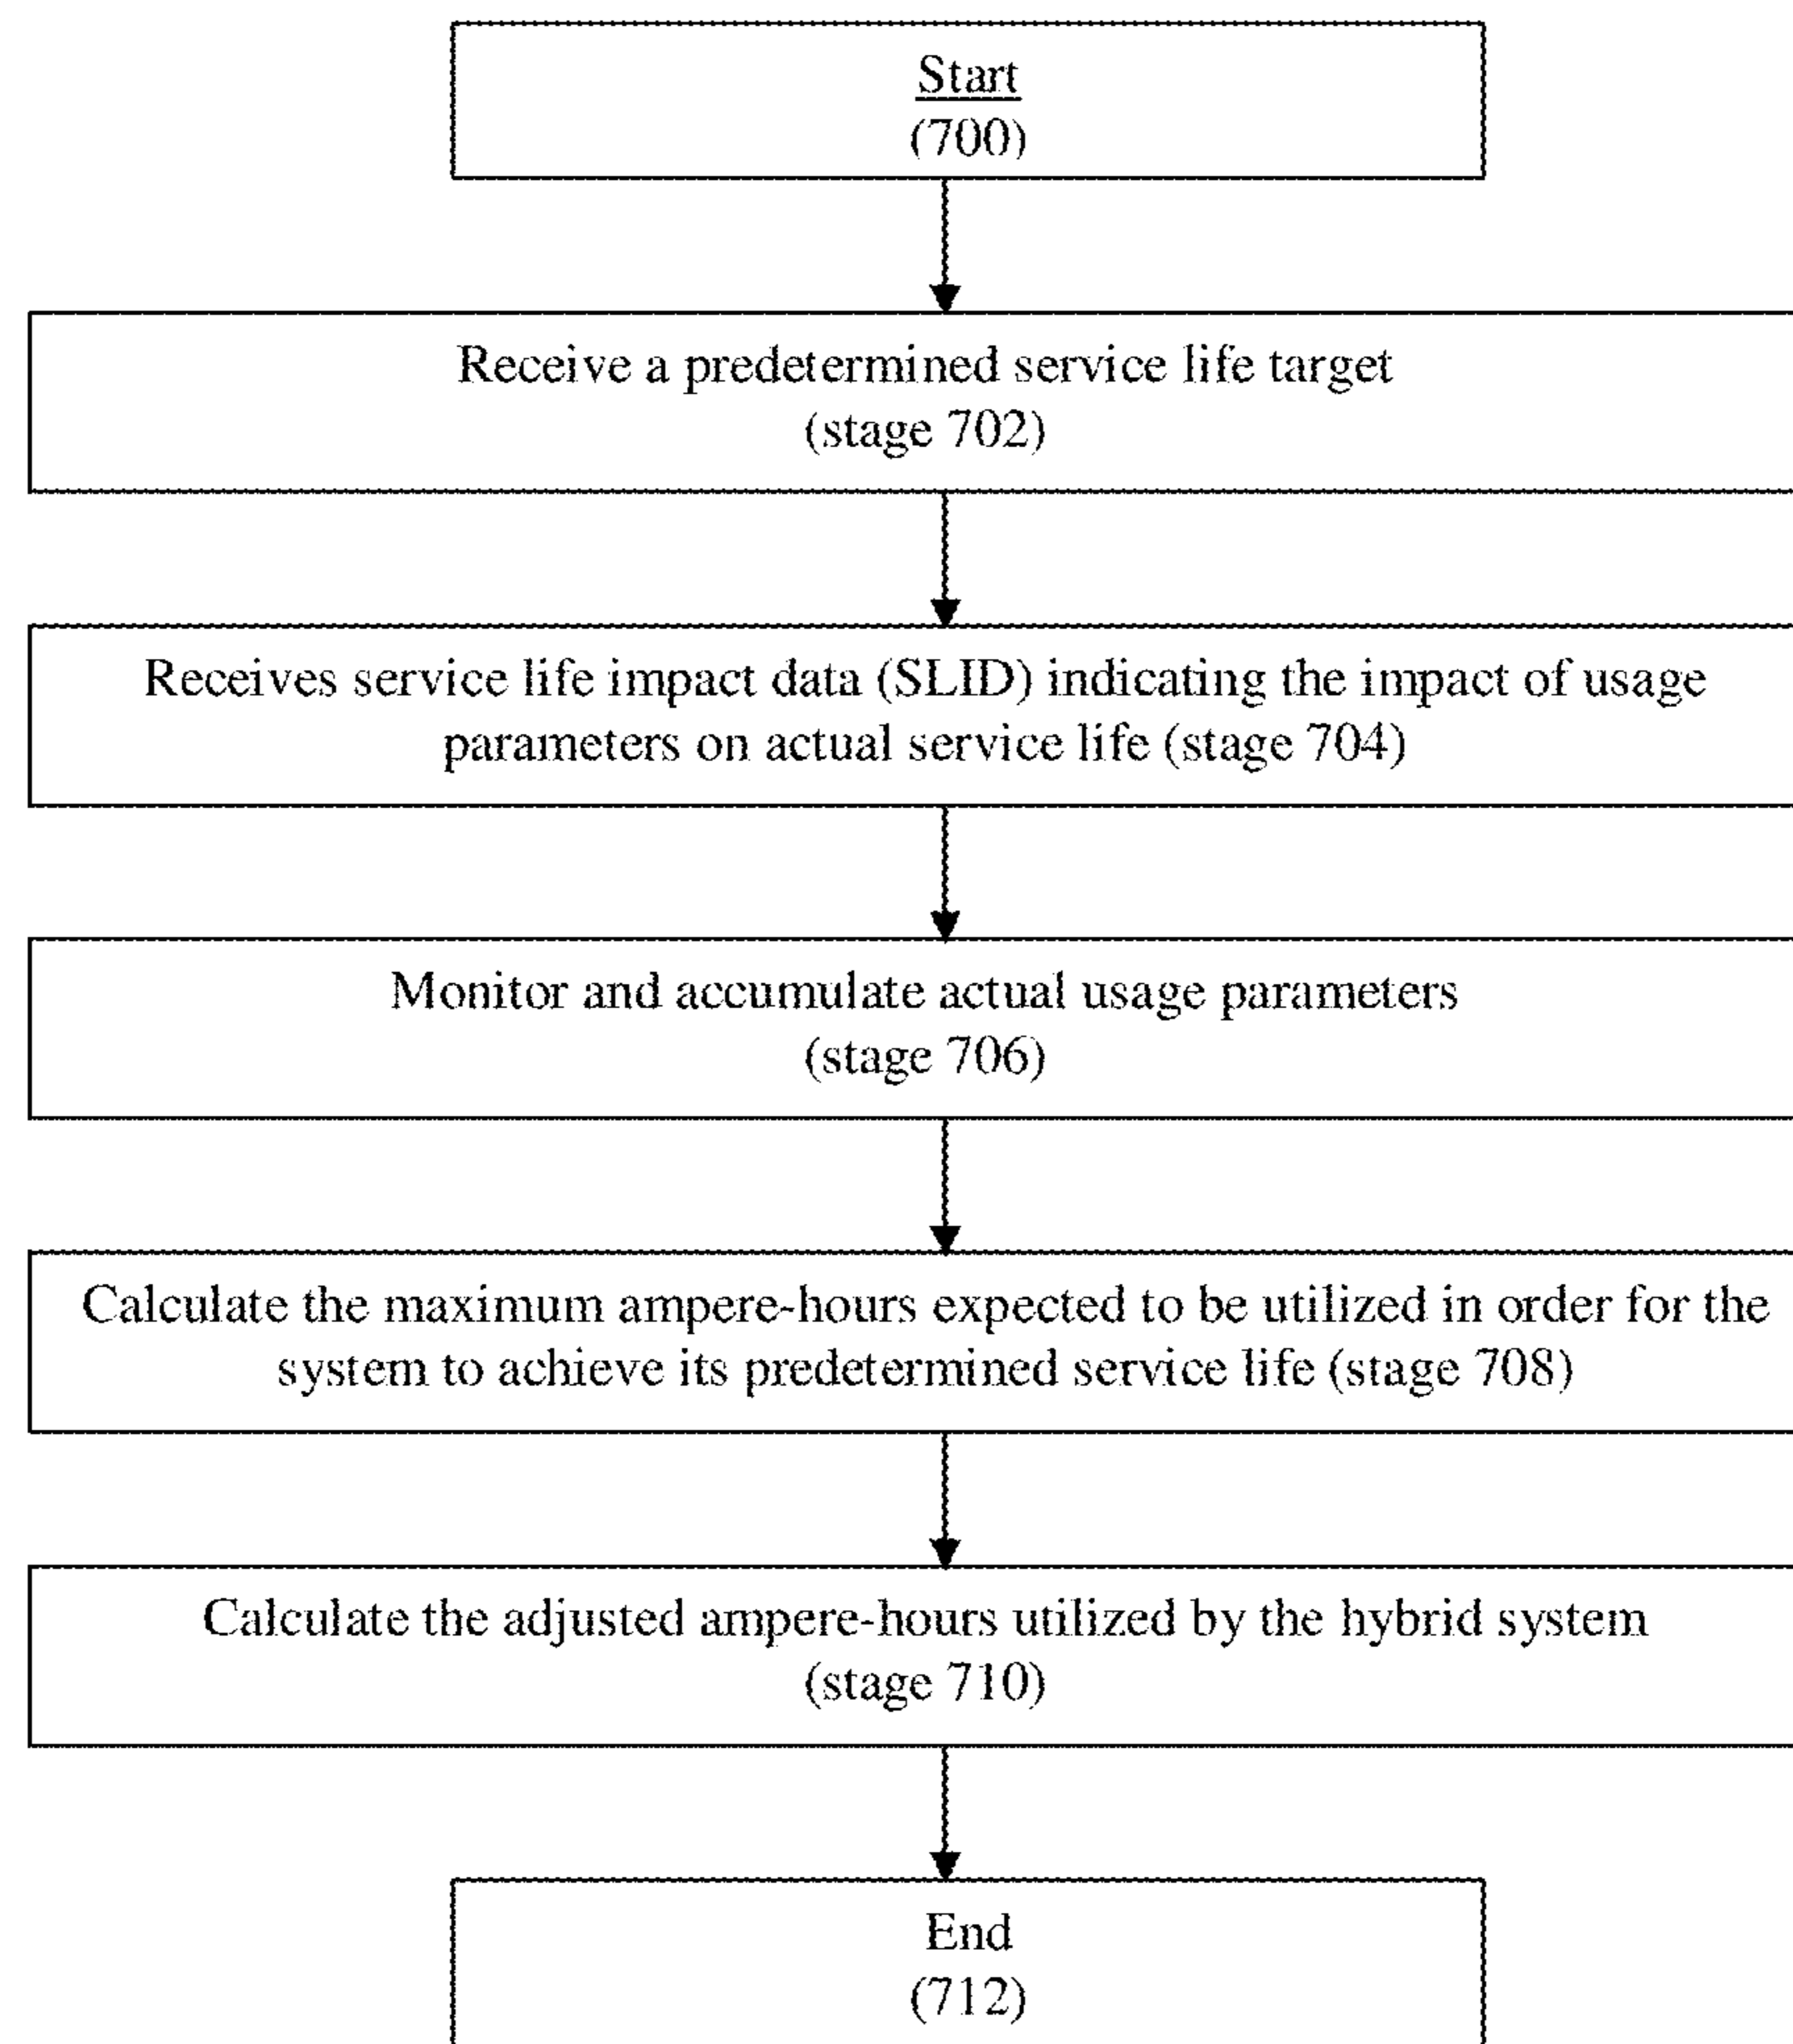 Start
(700)
Receive a predetermined service life target
(stage 702)
Receives service life impact data (SLID) indicating the impact of usage
parameters on actual service life (stage 704)
Monitor and accumulate actual usage parameters
(stage 706)
Calculate the maximum ampere-hours expected to be utilized in order for the
system to achieve its predetermined service life (stage 708)
Calculate the adjusted ampere-hours utilized by the hybrid system
(stage 710)
End
(712)